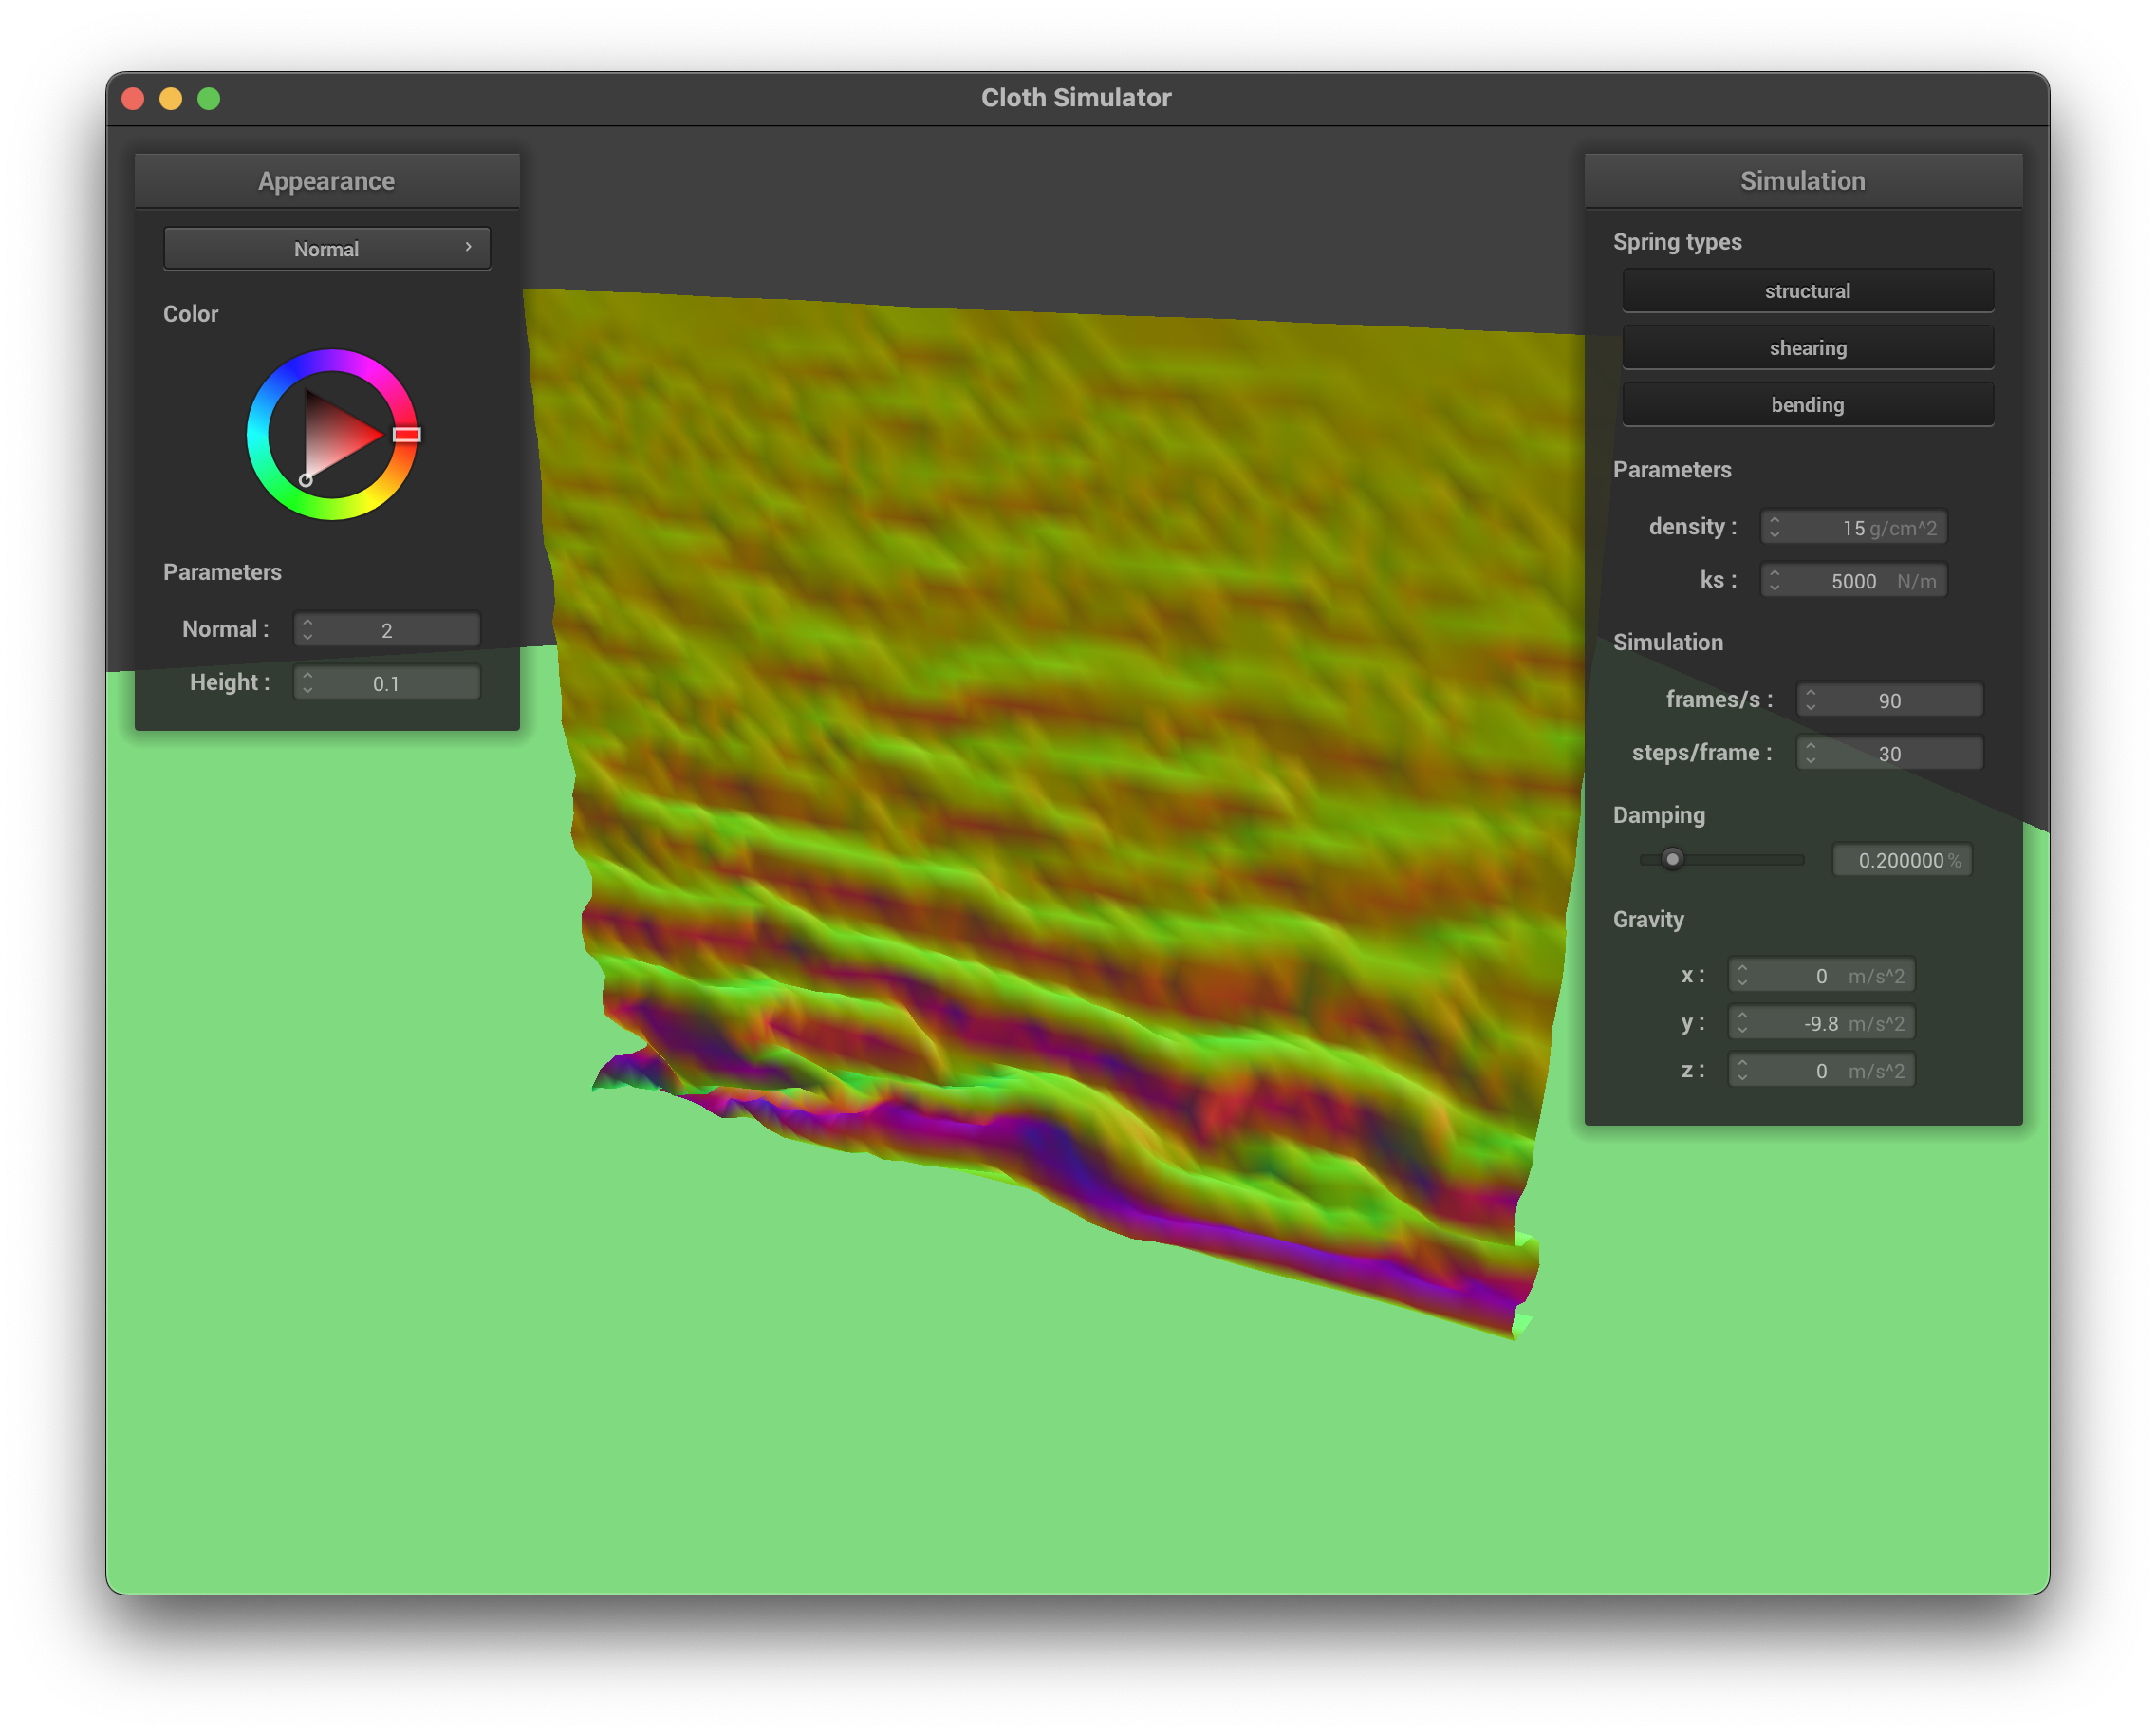 Cloth Simulator
Appearance
Normal
Color
Parameters
Normal : 2
Height : 0.1
Simulation
Spring types
structural
shearing
bending
Parameters
density : 15 g/cm^2
ks : 5000 N/m
Simulation
frames/s : 90
steps/frame : 30
Damping
0.200000 %
Gravity
x : 0 m/s^2
y : -9.8 m/s^2
z : 0 m/s^2